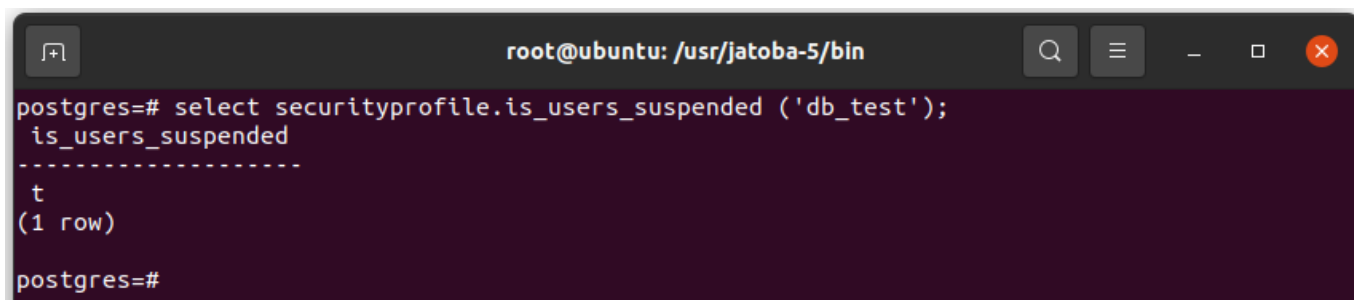 root@ubuntu: /usr/jatoba-5/bin
postgres=# select securityprofile.is_users_suspended ('db_test');
 is_users_suspended
--------------------
 t
(1 row)

postgres=#